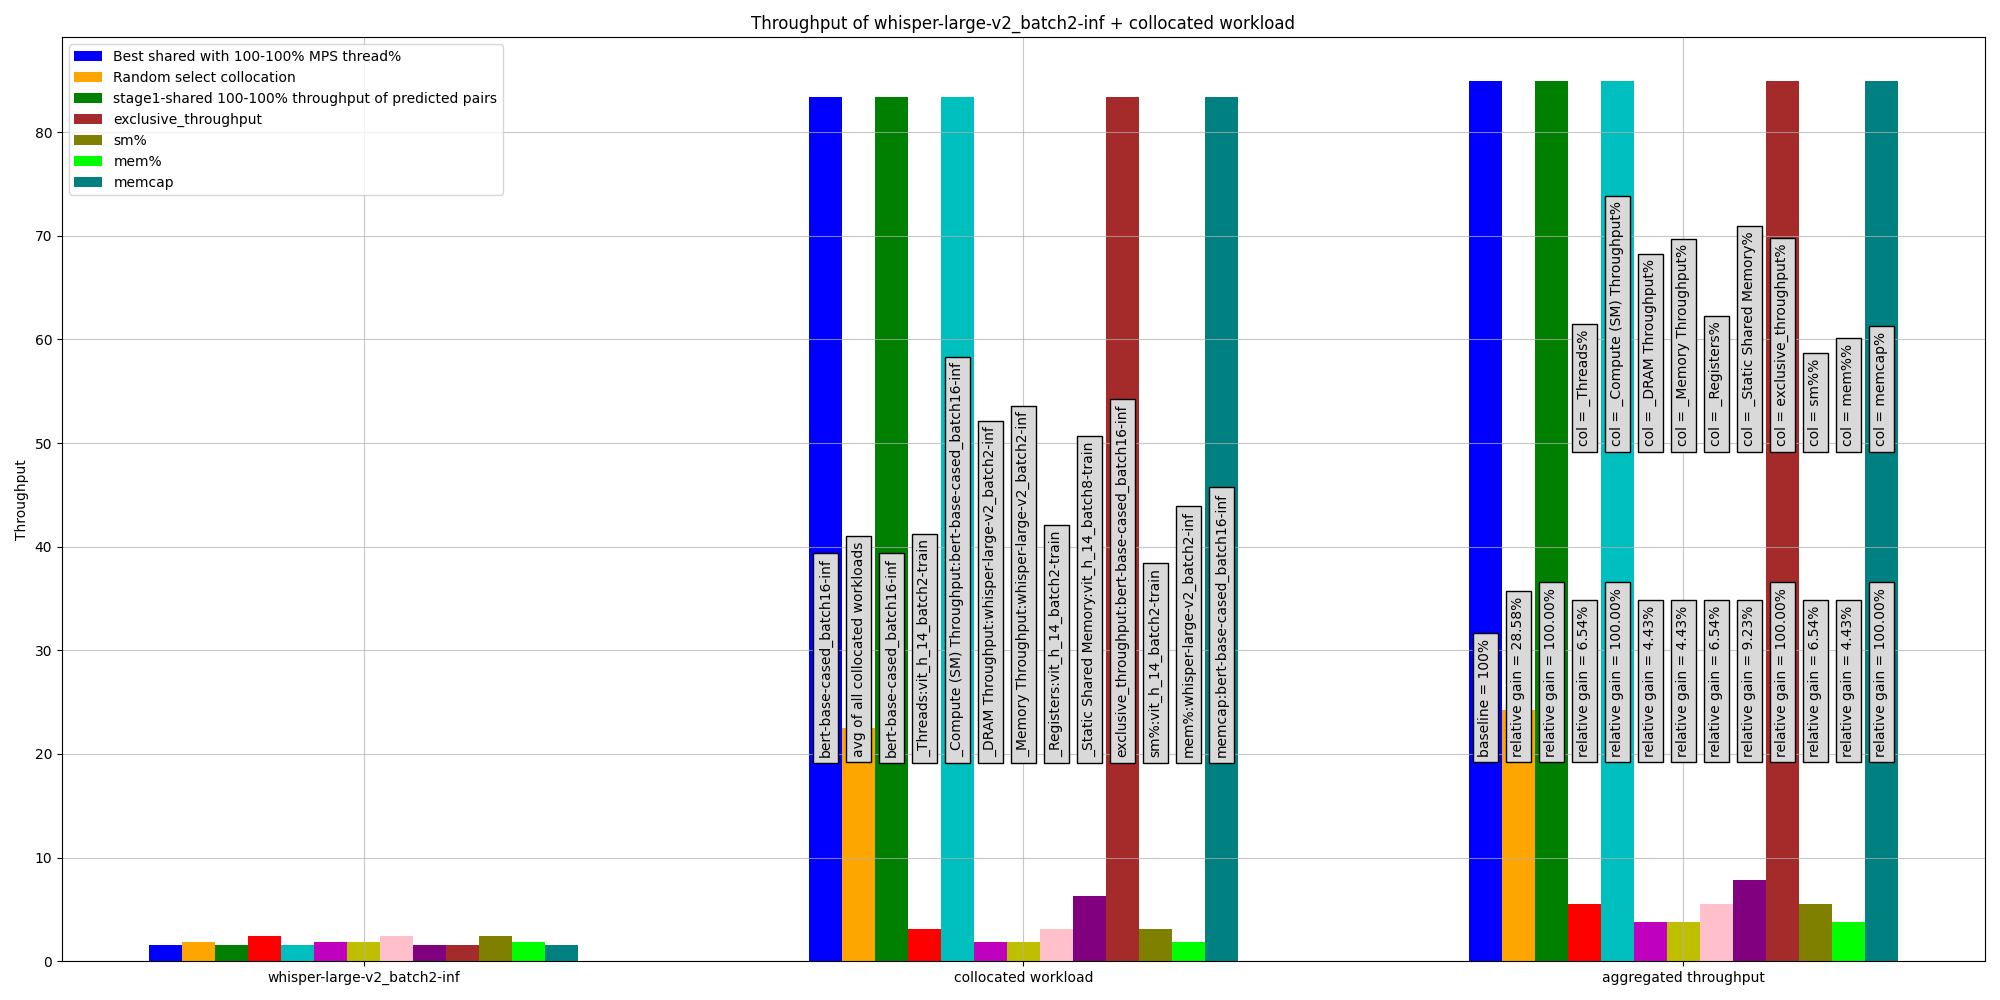 Throughput of whisper-large-v2_batch2-inf + collocated workload
Best shared with 100-100% MPS thread%
Random select collocation
stage1-shared 100-100% throughput of predicted pairs
exclusive_throughput
sm%
mem%
memcap
Throughput
80
70
60
50
40
30
20
10
0
bert-base-cased_batch16-inf
avg of all collocated workloads
bert-base-cased_batch16-inf
_Threads:vit_h_14_batch2-train
_Compute (SM) Throughput:bert-base-cased_batch16-inf
_DRAM Throughput:whisper-large-v2_batch2-inf
_Memory Throughput:whisper-large-v2_batch2-inf
_Registers:vit_h_14_batch2-train
_Static Shared Memory:vit_h_14_batch8-train
exclusive_throughput:bert-base-cased_batch16-inf
sm%:vit_h_14_batch2-train
mem%:whisper-large-v2_batch2-inf
memcap:bert-base-cased_batch16-inf
col = _Threads%
col = _Compute (SM) Throughput%
col = _DRAM Throughput%
col = _Memory Throughput%
col = _Registers%
col = _Static Shared Memory%
col = exclusive_throughput%
col = sm%%
col = mem%%
col = memcap%
baseline = 100%
relative gain = 28.58%
relative gain = 100.00%
relative gain = 6.54%
relative gain = 100.00%
relative gain = 4.43%
relative gain = 4.43%
relative gain = 6.54%
relative gain = 9.23%
relative gain = 100.00%
relative gain = 6.54%
relative gain = 4.43%
relative gain = 100.00%
whisper-large-v2_batch2-inf
collocated workload
aggregated throughput